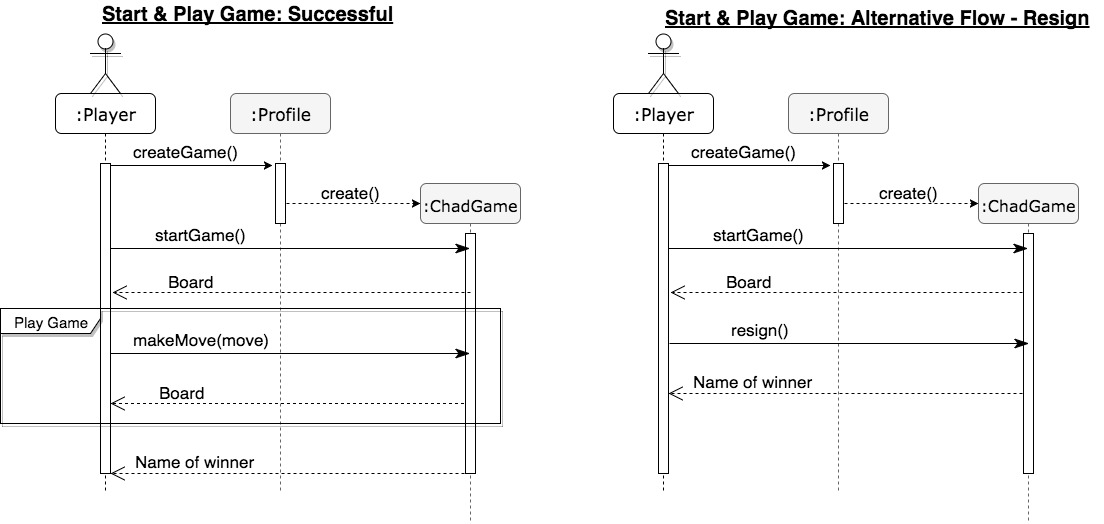 Start & Play Game: Successful
:Player
:Profile
createGame()
create()
:ChadGame
startGame()
Board
Play Game
makeMove(move)
Board
Name of winner
Start & Play Game: Alternative Flow - Resign
:Player
:Profile
createGame()
create()
:ChadGame
startGame()
Board
resign()
Name of winner